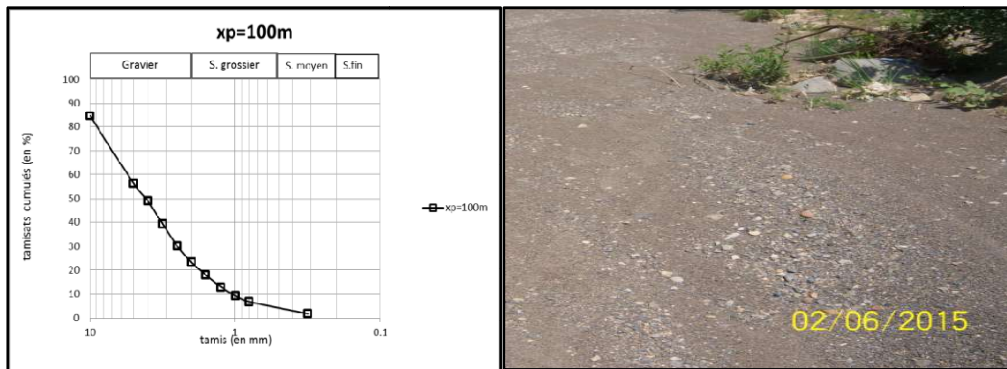 xp=100m
Gravier S. grossier S. moyen S.fin
tamisats cumulés (en %)
100
90
80
70
60
50
40
30
20
10
0
10 1 0.1
tamis (en mm)
xp=100m
02/06/2015